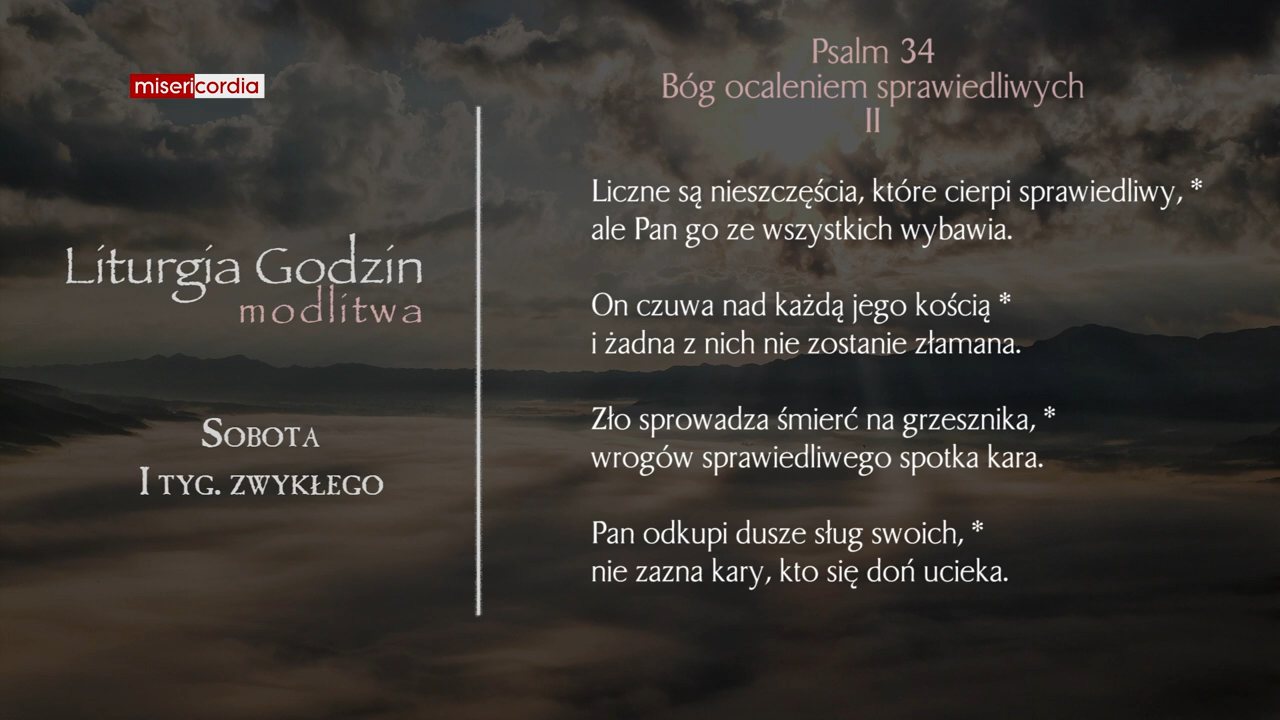 misericordia
Liturgia Godzin
modlitwa
Sobota
I tyg. zwykłego
Psalm 34
Bóg ocaleniem sprawiedliwych
II
Liczne są nieszczęścia, które cierpi sprawiedliwy, *
ale Pan go ze wszystkich wybawia.
On czuwa nad każdą jego kością *
i żadna z nich nie zostanie złamana.
Zło sprowadza śmierć na grzesznika, *
wrogów sprawiedliwego spotka kara.
Pan odkupi dusze sług swoich, *
nie zazna kary, kto się doń ucieka.